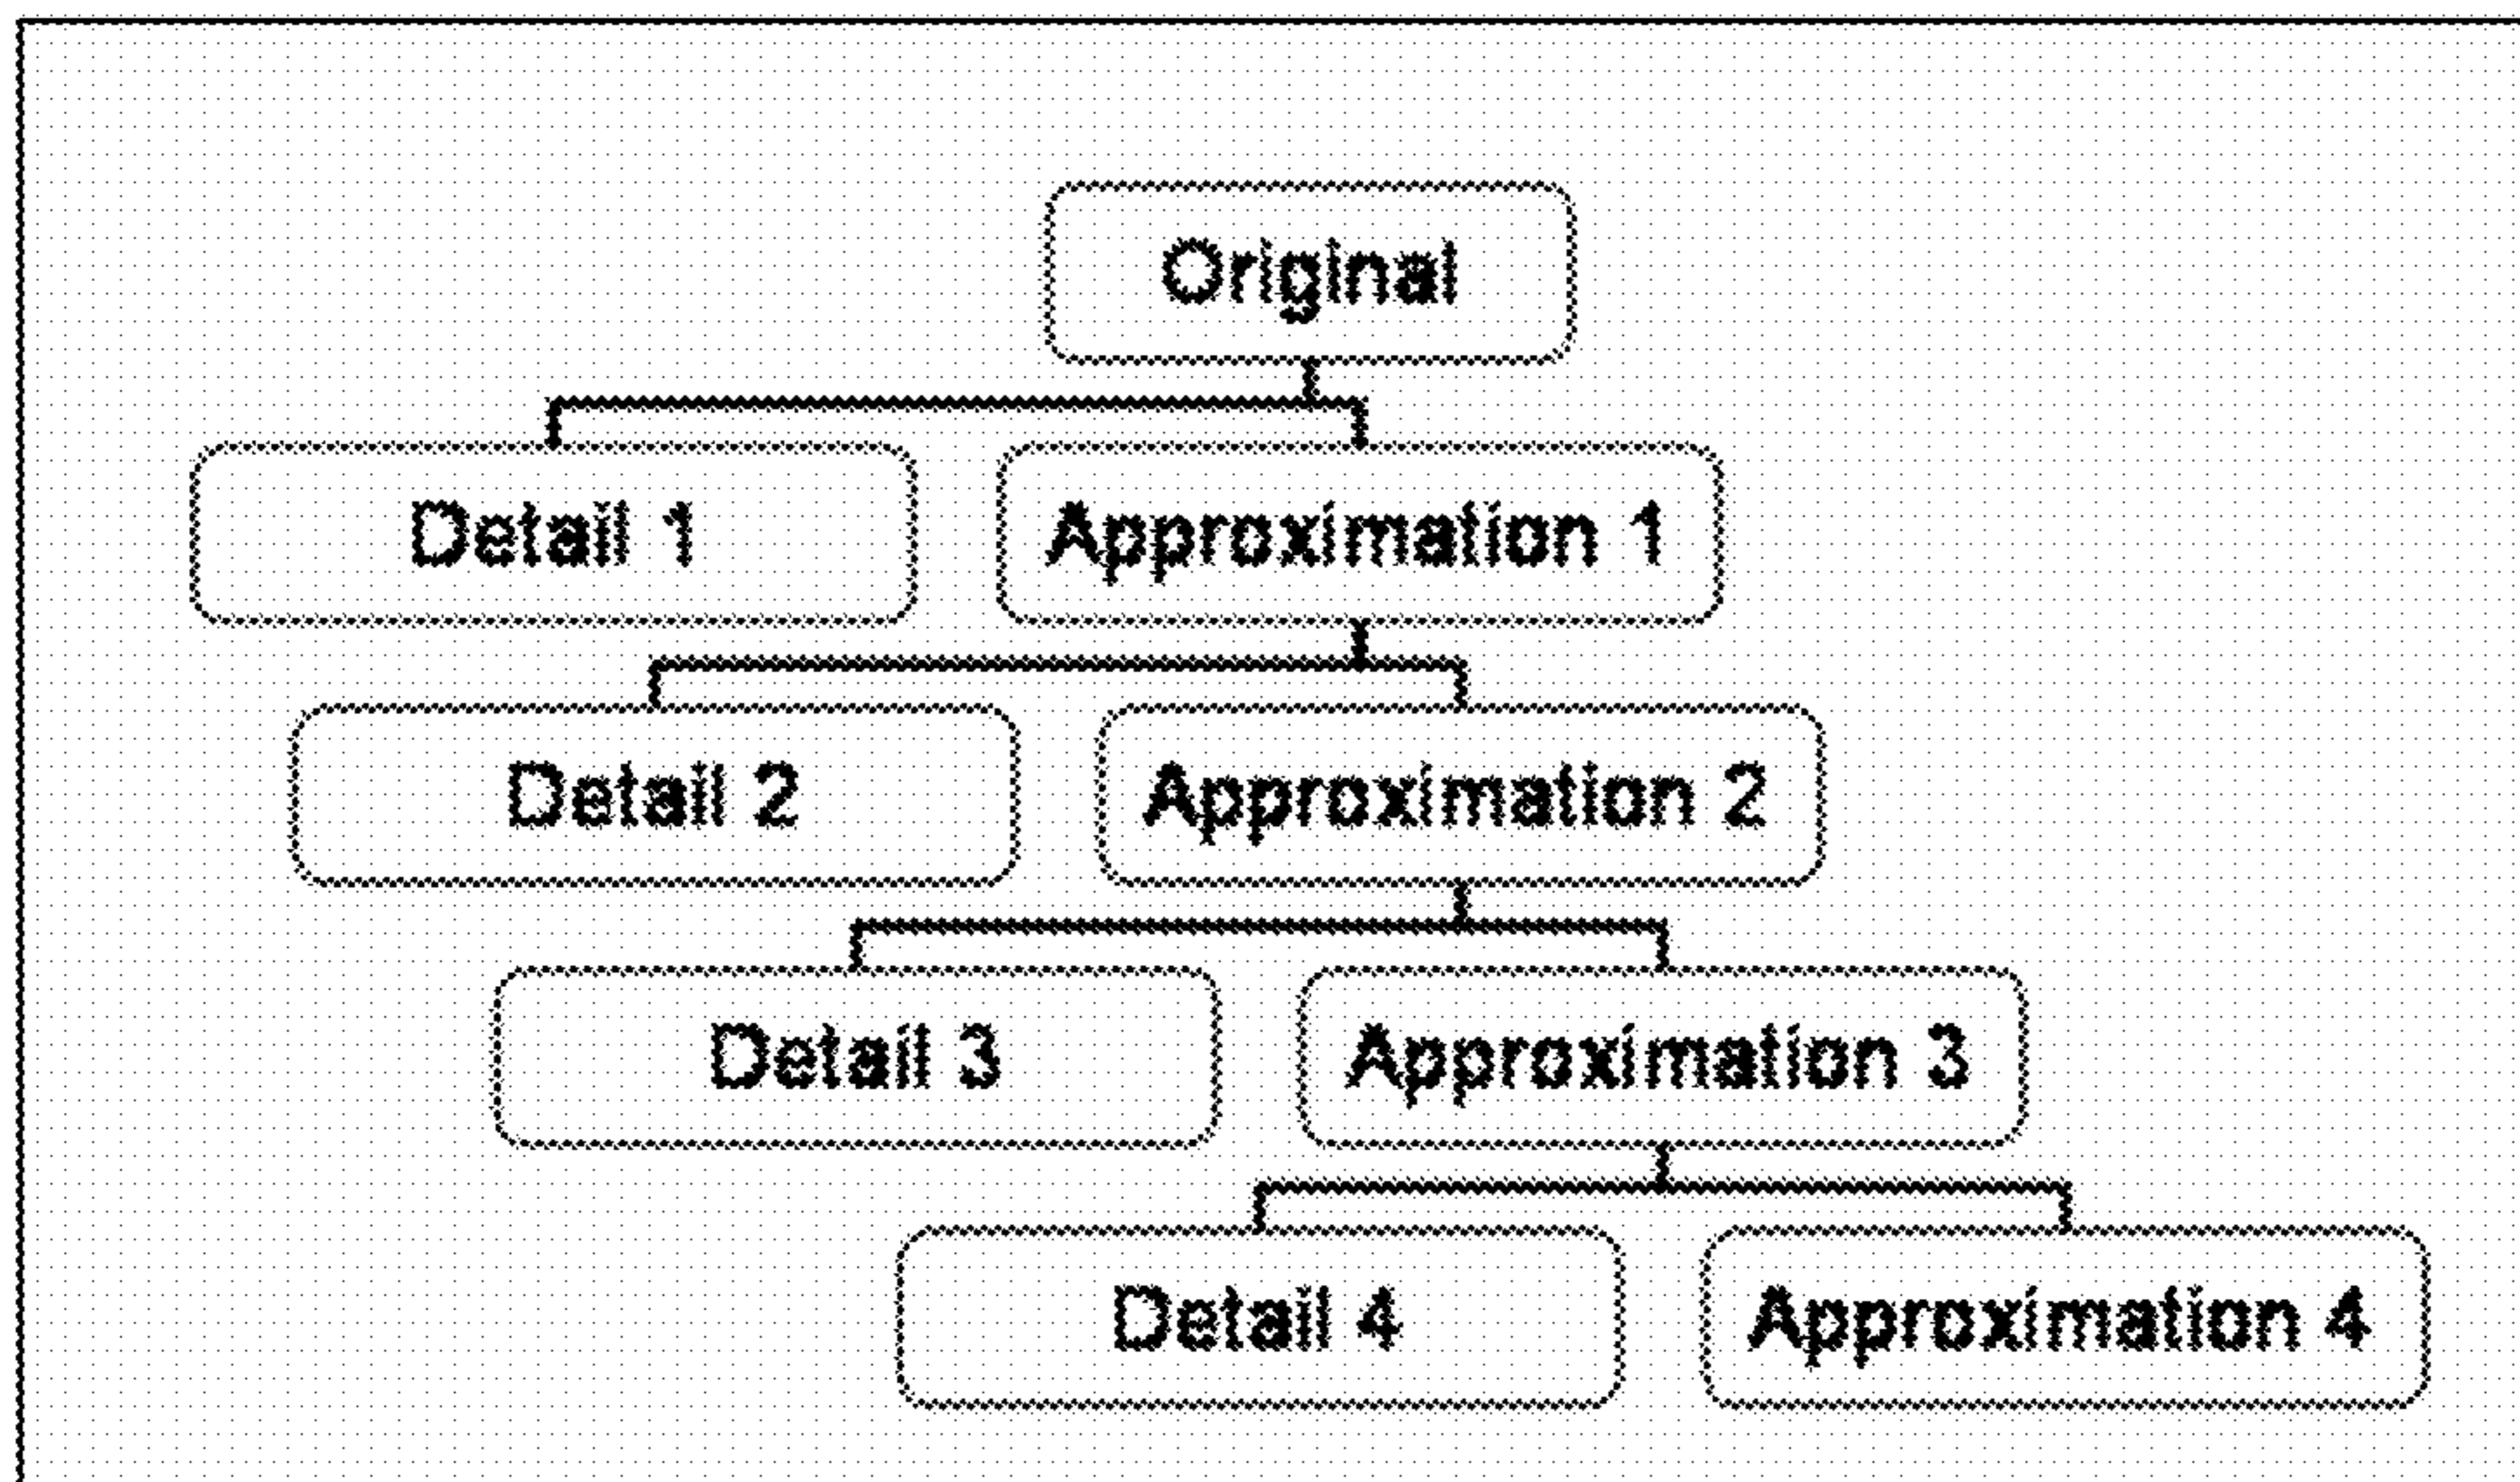 Original
Detail 1
Approximation 1
Detail 2
Approximation 2
Detail 3
Approximation 3
Detail 4
Approximation 4